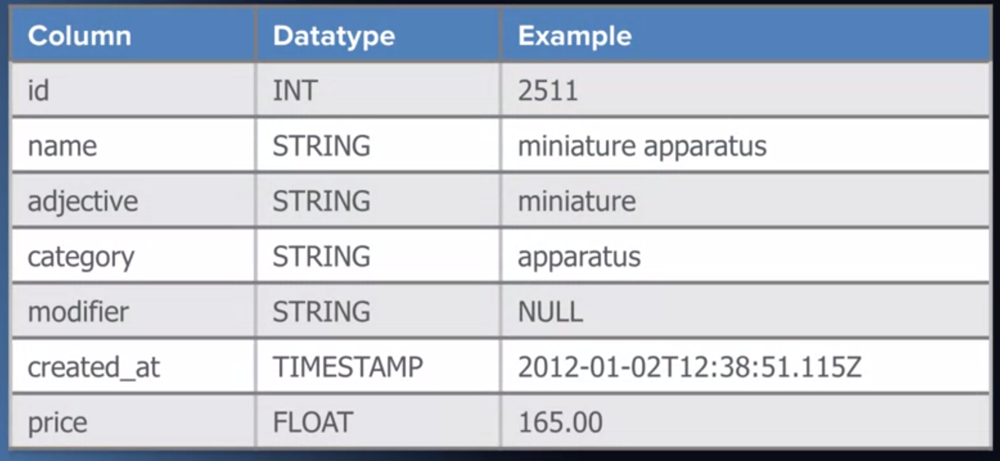 Column Datatype Example
id INT 2511
name STRING miniature apparatus
adjective STRING miniature
category STRING apparatus
modifier STRING NULL
created_at TIMESTAMP 2012-01-02T12:38:51.115Z
price FLOAT 165.00